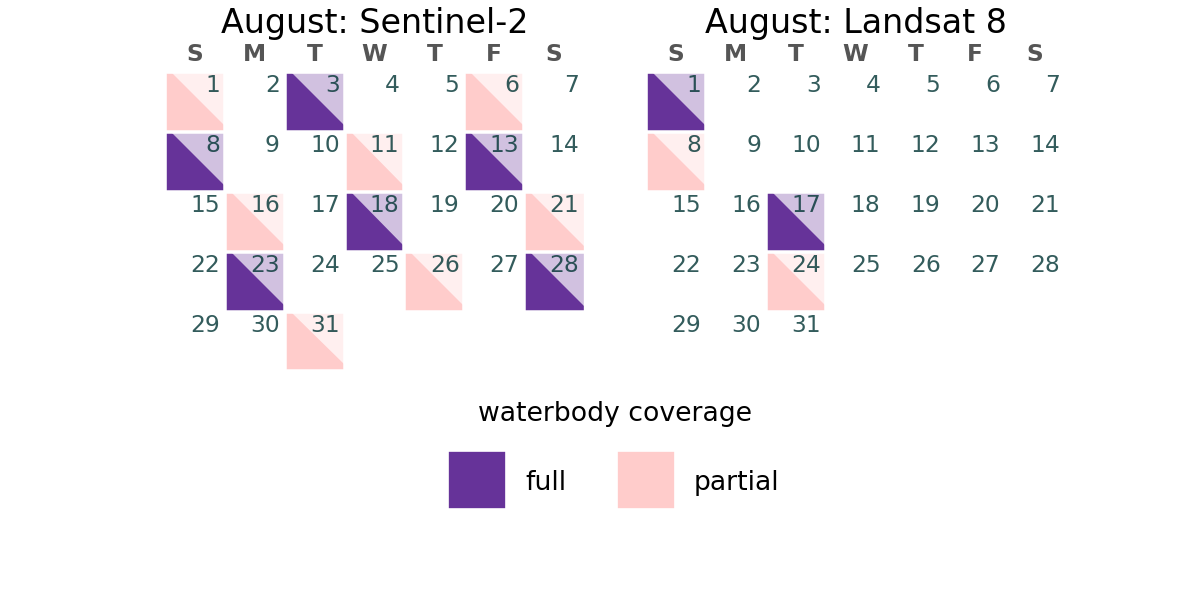 August: Sentinel-2
S M T W T F S
1 2 3 4 5 6 7
8 9 10 11 12 13 14
15 16 17 18 19 20 21
22 23 24 25 26 27 28
29 30 31
August: Landsat 8
S M T W T F S
1 2 3 4 5 6 7
8 9 10 11 12 13 14
15 16 17 18 19 20 21
22 23 24 25 26 27 28
29 30 31
waterbody coverage
full partial